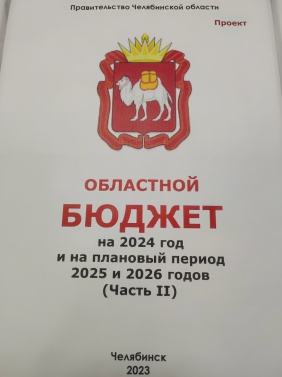 Правительство Челябинской области
Проект
ОБЛАСТНОЙ
БЮДЖЕТ
на 2024 год
и на плановый период
2025 и 2026 годов
(Часть II)
Челябинск
2023